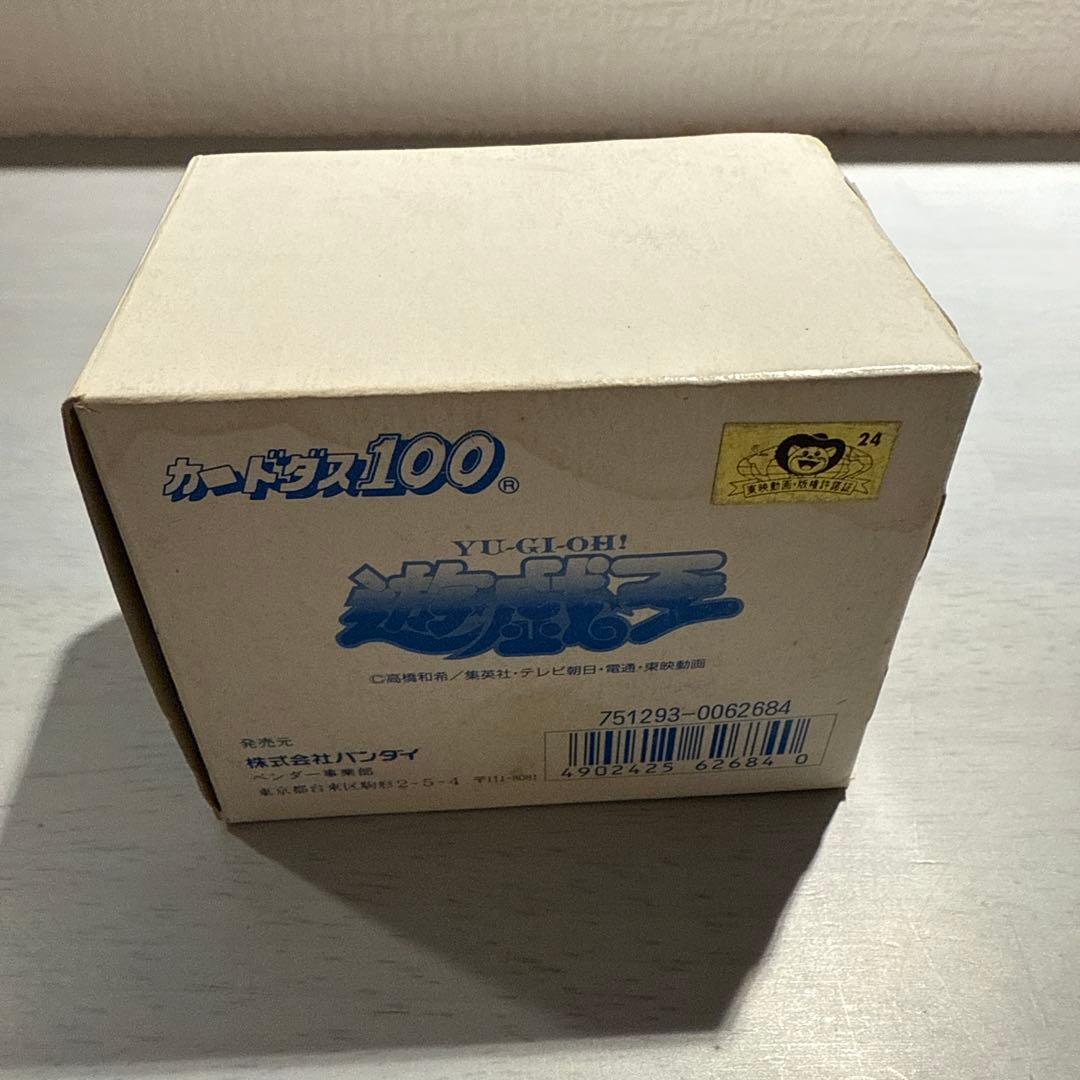 カードダス100®
24
東映動画・版権許諾証
YU-GI-OH!
遊戯王
©高橋和希／集英社・テレビ朝日・電通・東映動画
751293-0062684
発売元
株式会社バンダイ
ベンダー事業部
東京都台東区駒形2-5-4 〒111-8081
4902425 62684 0